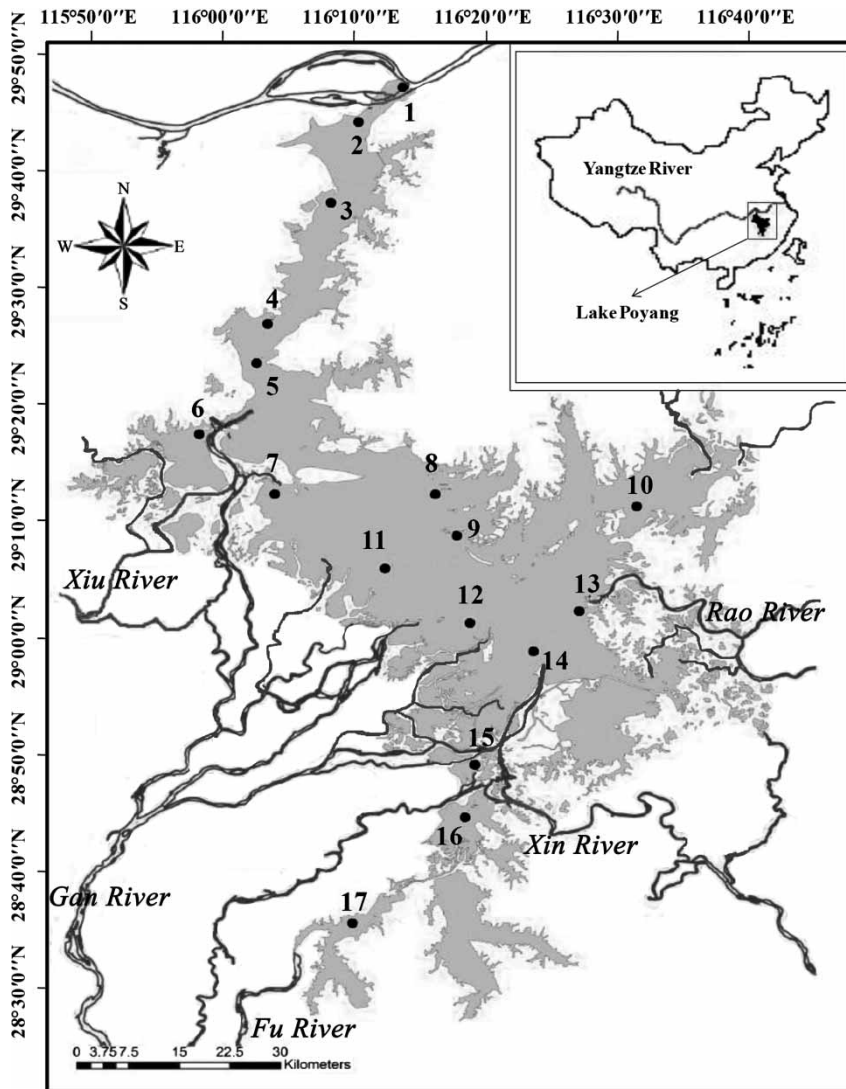 115°50'0"E 116°0'0"E 116°10'0"E 116°20'0"E 116°30'0"E 116°40'0"E
29°50'0"N
29°40'0"N
29°30'0"N
29°20'0"N
29°10'0"N
29°00'0"N
28°50'0"N
28°40'0"N
28°30'0"N
N
W
E
S
Yangtze River
Lake Poyang
1
2
3
4
5
6
7
8
9
10
11
12
13
14
15
16
17
Xiu River
Rao River
Xin River
Gan River
Fu River
0 3.75 7.5 15 22.5 30
Kilometers